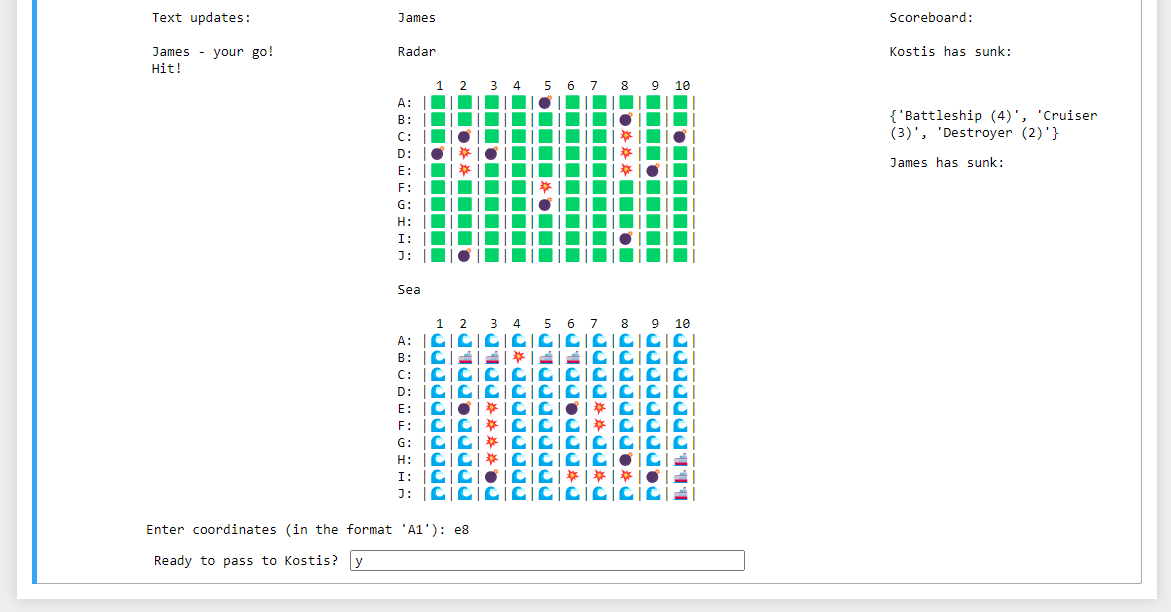 Text updates:
James
Scoreboard:
James - your go!
Hit!
Radar
Kostis has sunk:
1 2 3 4 5 6 7 8 9 10
A:
B:
C:
D:
E:
F:
G:
H:
I:
J:
{'Battleship (4)', 'Cruiser
(3)', 'Destroyer (2)'}
James has sunk:
Sea
1 2 3 4 5 6 7 8 9 10
A:
B:
C:
D:
E:
F:
G:
H:
I:
J:
Enter coordinates (in the format 'A1'): e8
Ready to pass to Kostis? y